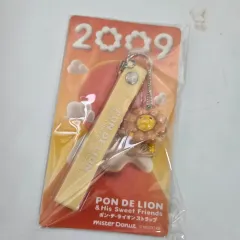 2009
PON DE LION
& His Sweet Friends
ポン・デ・ライオン ストラップ
mister Donut